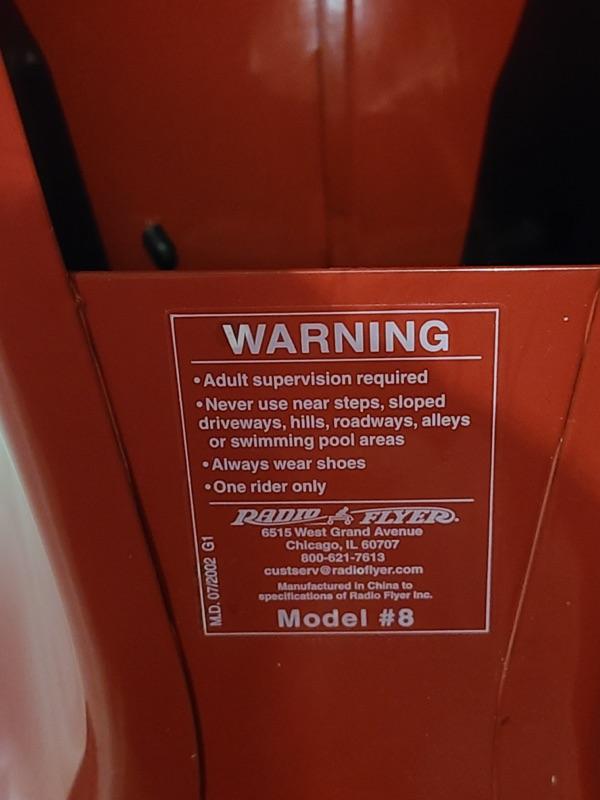 WARNING
•Adult supervision required
•Never use near steps, sloped
driveways, hills, roadways, alleys
or swimming pool areas
•Always wear shoes
•One rider only
RADIO FLYER®
6515 West Grand Avenue
Chicago, IL 60707
800-621-7613
custserv@radioflyer.com
Manufactured in China to
specifications of Radio Flyer Inc.
Model #8
M.D. 07/2002 G1